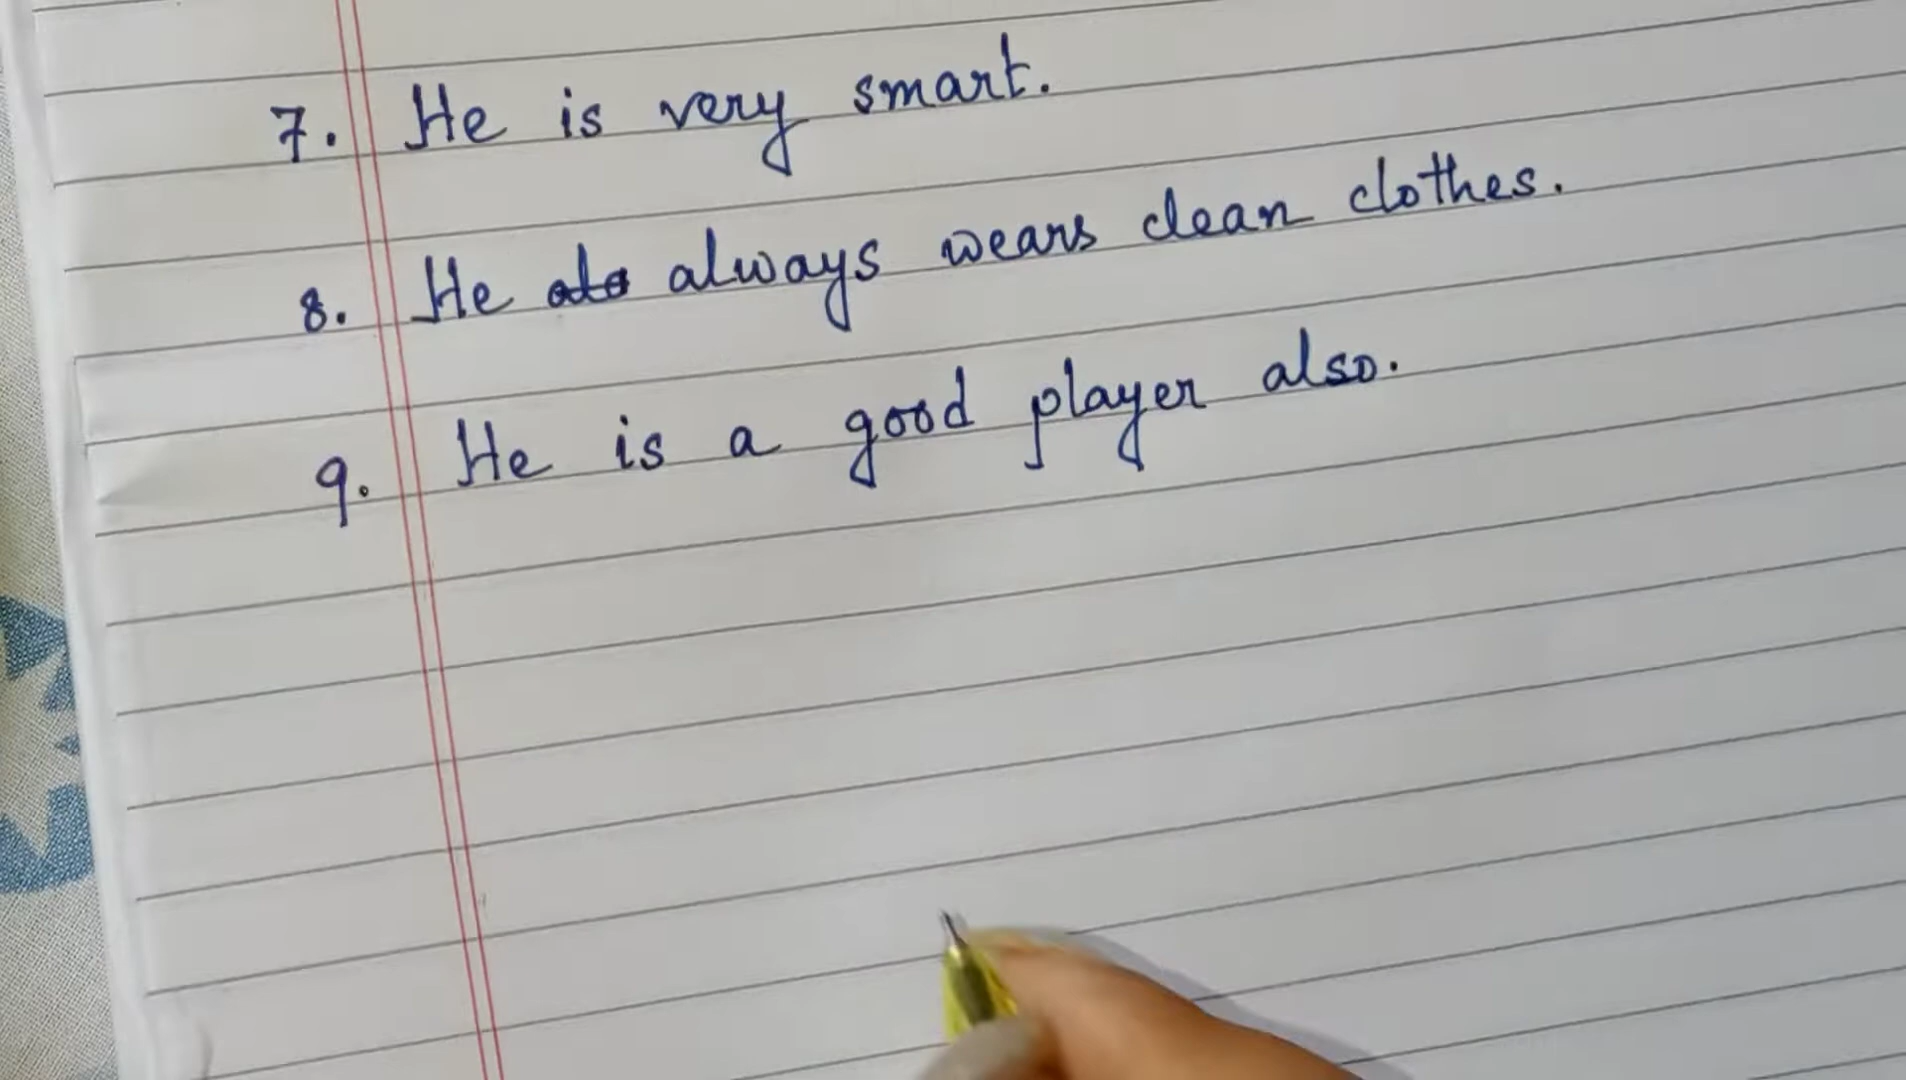 7. He is very smart.
8. He always wears clean clothes.
9. He is a good player also.